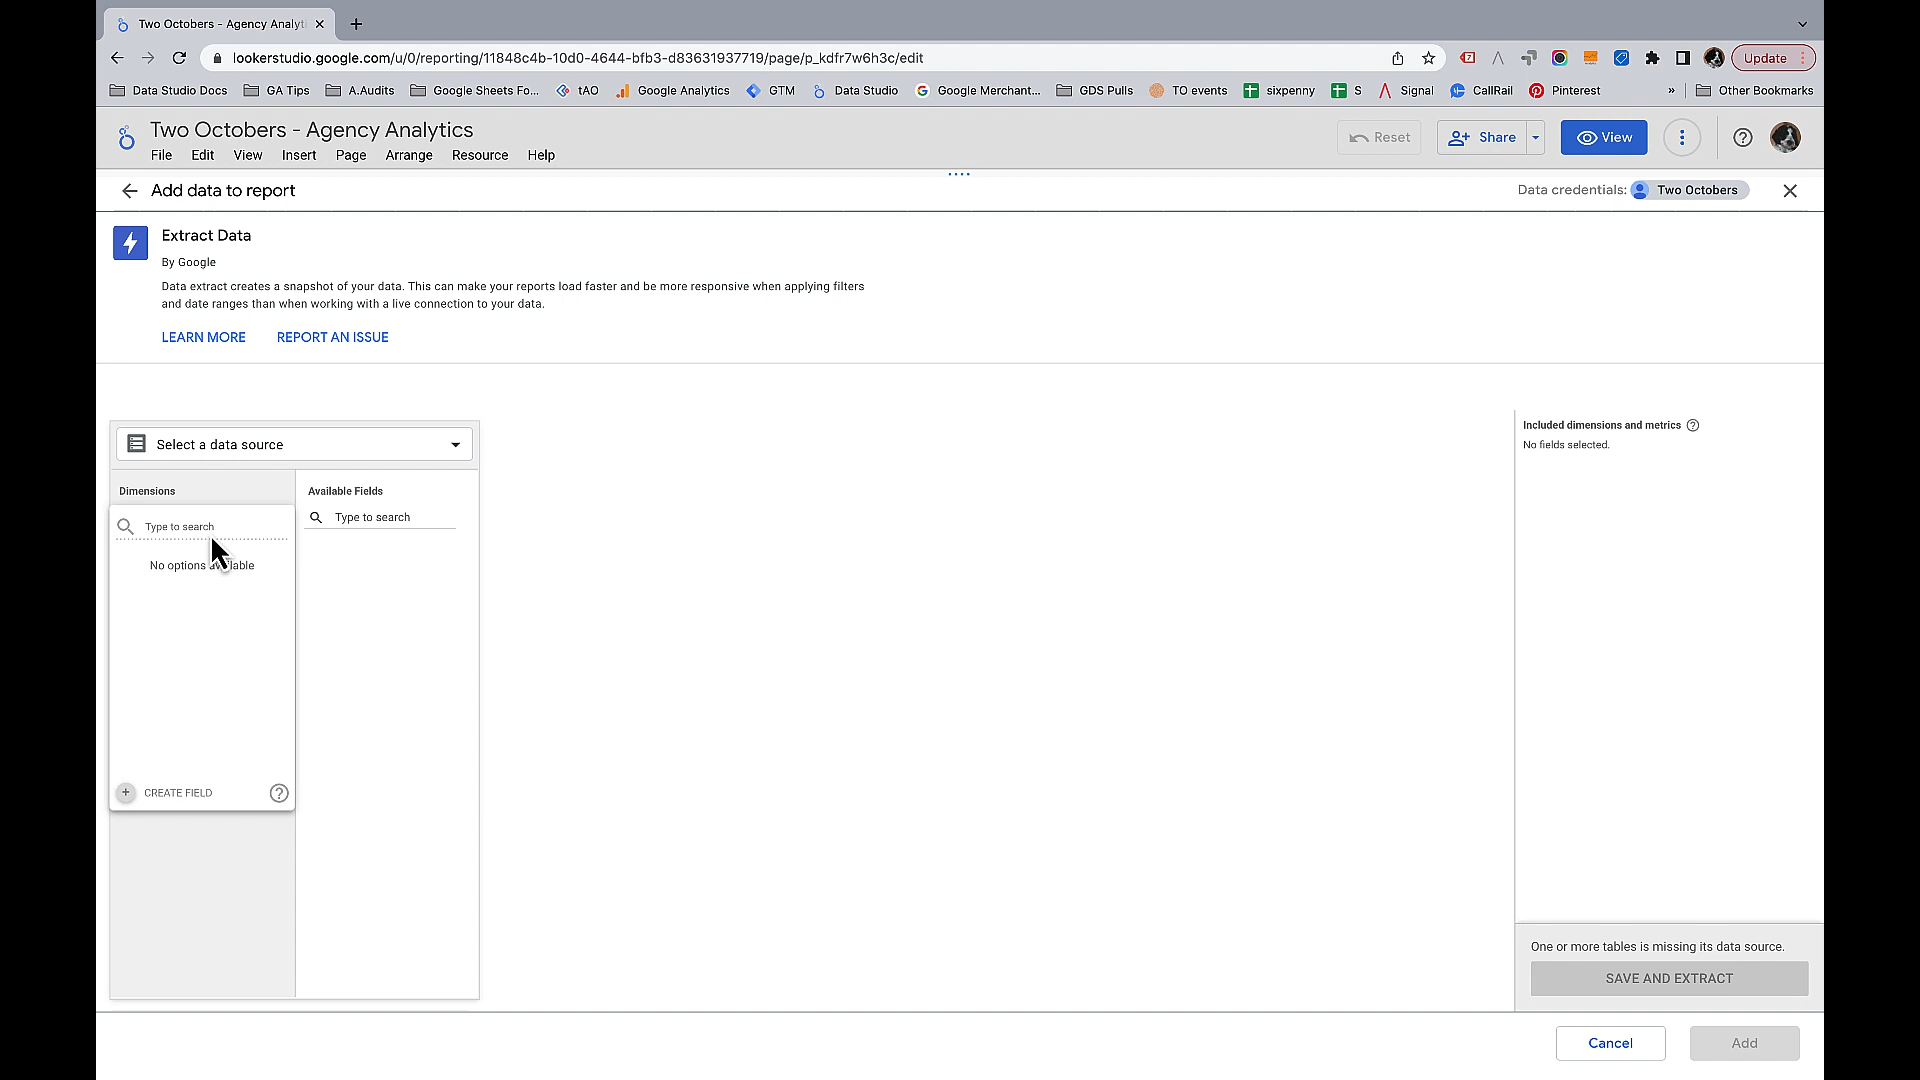 Two Octobers - Agency Analyti
lookerstudio.google.com/u/0/reporting/11848c4b-10d0-4644-bfb3-d83631937719/page/p_kdfr7w6h3c/edit
Update
Data Studio Docs
GA Tips
A.Audits
Google Sheets Fo...
tAO
Google Analytics
GTM
Data Studio
Google Merchant...
GDS Pulls
TO events
sixpenny
S
Signal
CallRail
Pinterest
»
Other Bookmarks
Two Octobers - Agency Analytics
File Edit View Insert Page Arrange Resource Help
Reset
Share
View
Add data to report
Data credentials: Two Octobers
Extract Data
By Google
Data extract creates a snapshot of your data. This can make your reports load faster and be more responsive when applying filters
and date ranges than when working with a live connection to your data.
LEARN MORE
REPORT AN ISSUE
Select a data source
Dimensions
Type to search
No options available
CREATE FIELD
Available Fields
Type to search
Included dimensions and metrics
No fields selected.
One or more tables is missing its data source.
SAVE AND EXTRACT
Cancel
Add